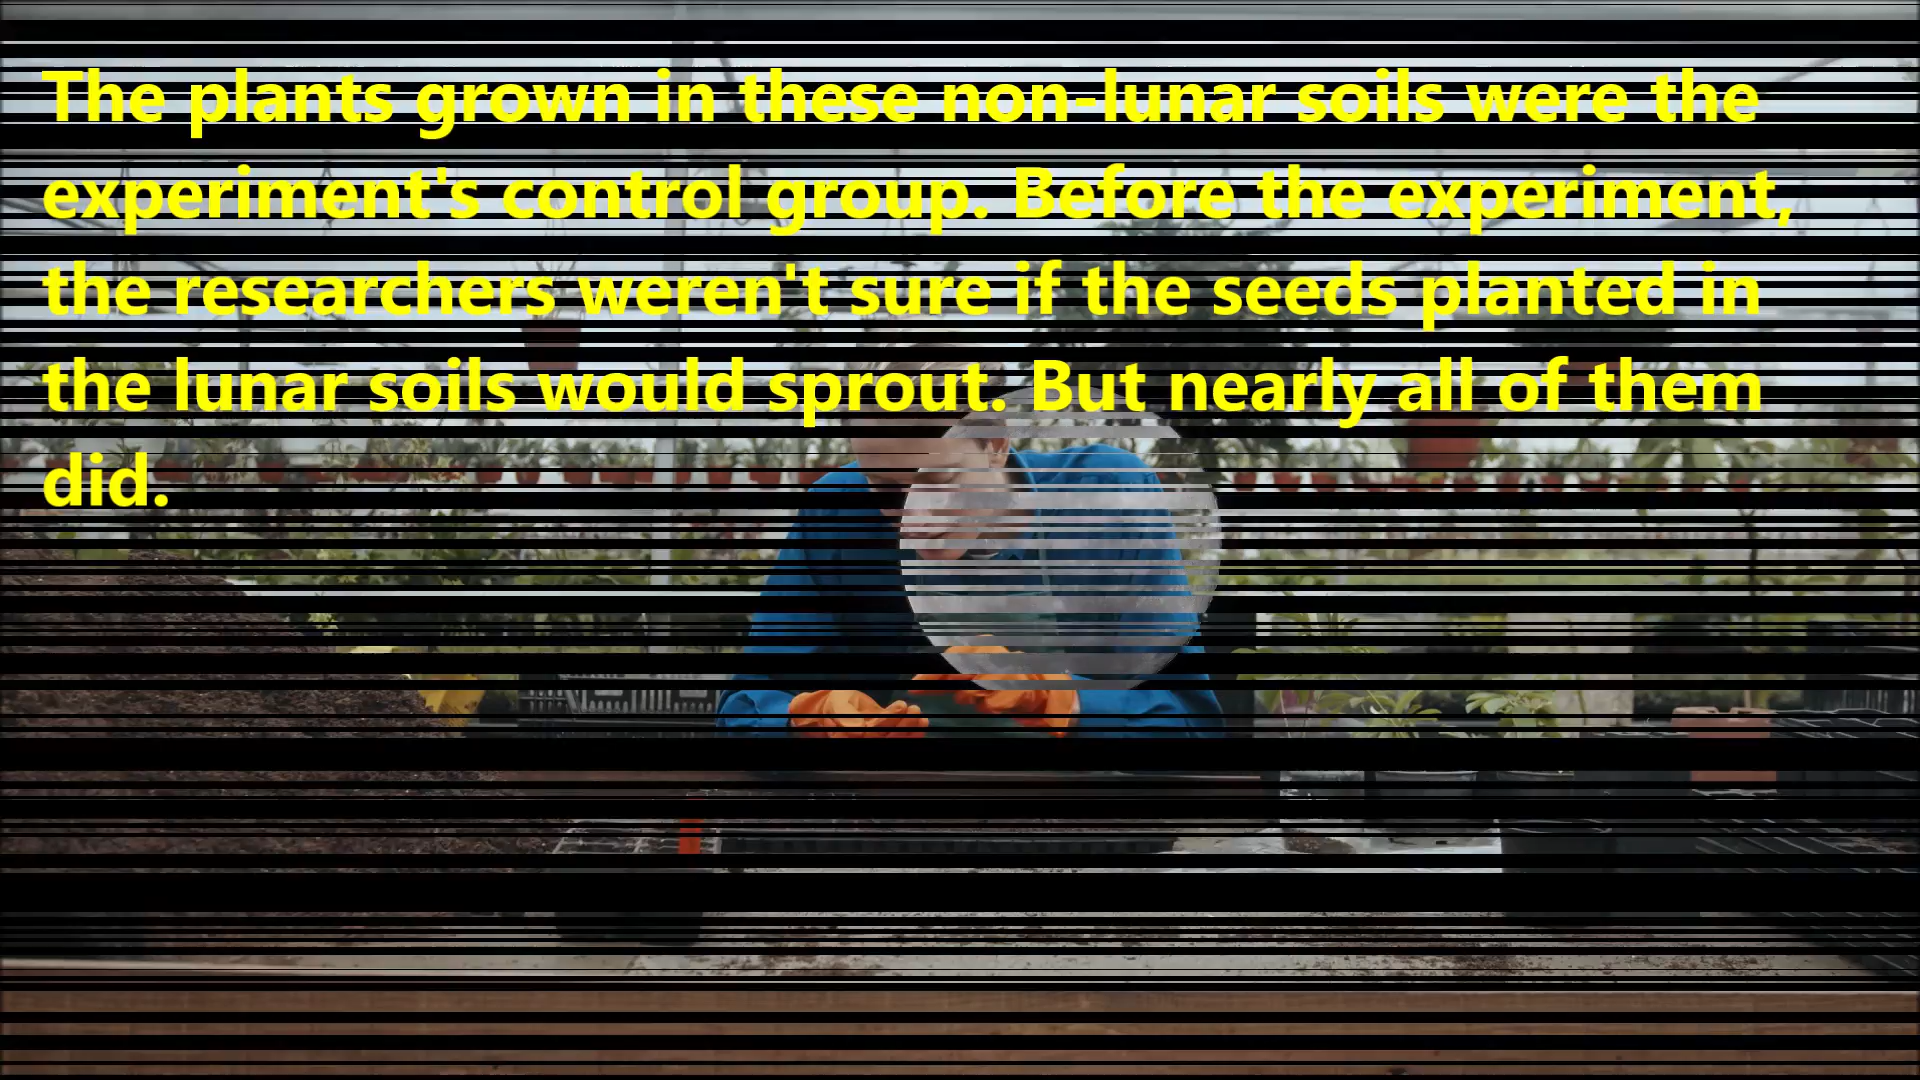 The plants grown in these non-lunar soils were the
experiment's control group. Before the experiment,
the researchers weren't sure if the seeds planted in
the lunar soils would sprout. But nearly all of them
did.